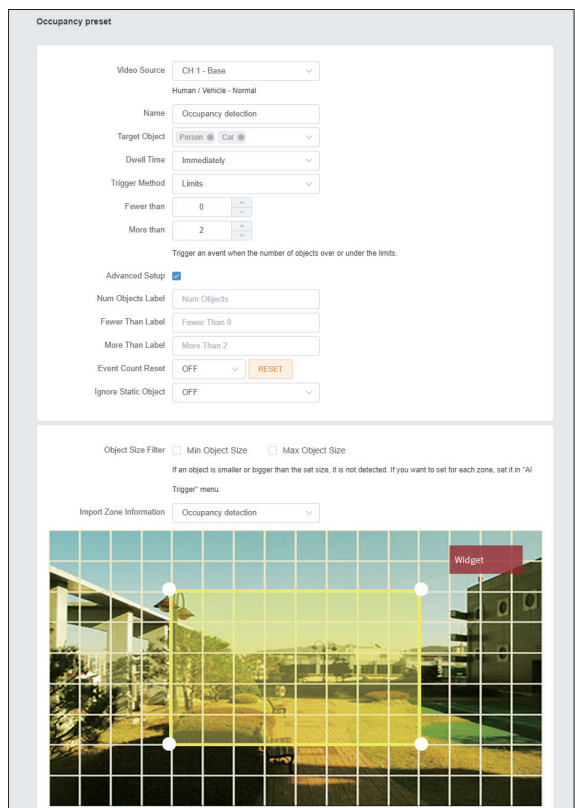 Occupancy preset
Video Source CH 1 - Base
Human / Vehicle - Normal
Name Occupancy detection
Target Object Person Car
Dwell Time Immediately
Trigger Method Limits
Fewer than 0
More than 2
Trigger an event when the number of objects over or under the limits.
Advanced Setup
Num Objects Label Num Objects
Fewer Than Label Fewer Than 0
More Than Label More Than 2
Event Count Reset OFF RESET
Ignore Static Object OFF
Object Size Filter Min Object Size Max Object Size
If an object is smaller or bigger than the set size, it is not detected. If you want to set for each zone, set it in "AI
Trigger" menu.
Import Zone Information Occupancy detection
Widget